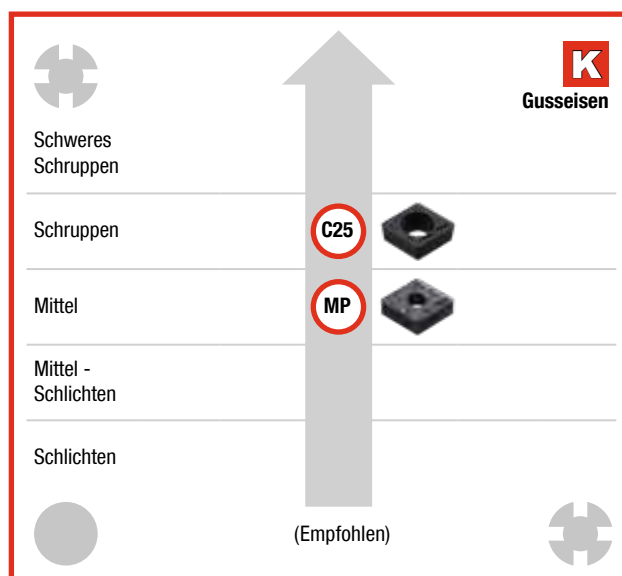 K
Gusseisen
Schweres
Schruppen
Schruppen
C25
Mittel
MP
Mittel -
Schlichten
Schlichten
(Empfohlen)